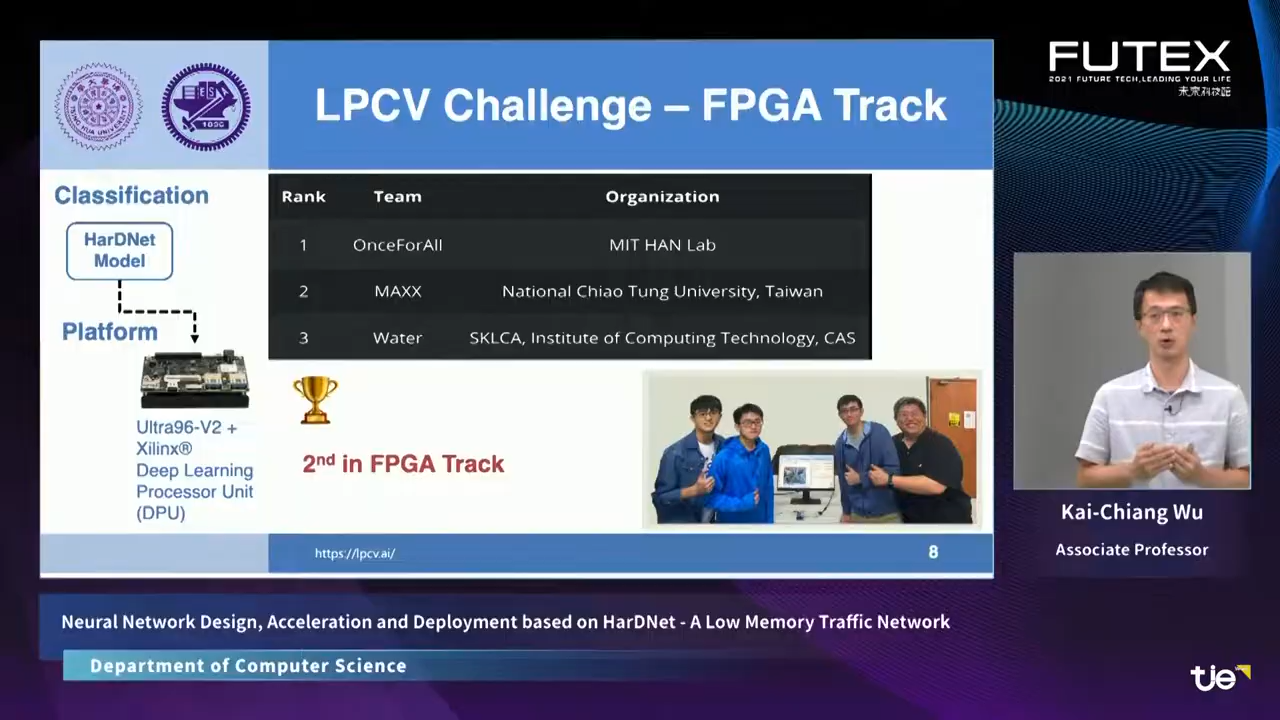 FUTEX
2021 FUTURE TECH,LEADING YOUR LIFE
未來科技館
LPCV Challenge – FPGA Track
Classification
HarDNet
Model
Platform
Ultra96-V2 +
Xilinx®
Deep Learning
Processor Unit
(DPU)
Rank Team Organization
1 OnceForAll MIT HAN Lab
2 MAXX National Chiao Tung University, Taiwan
3 Water SKLCA, Institute of Computing Technology, CAS
2nd in FPGA Track
https://lpcv.ai/
8
Kai-Chiang Wu
Associate Professor
Neural Network Design, Acceleration and Deployment based on HarDNet - A Low Memory Traffic Network
Department of Computer Science
tie